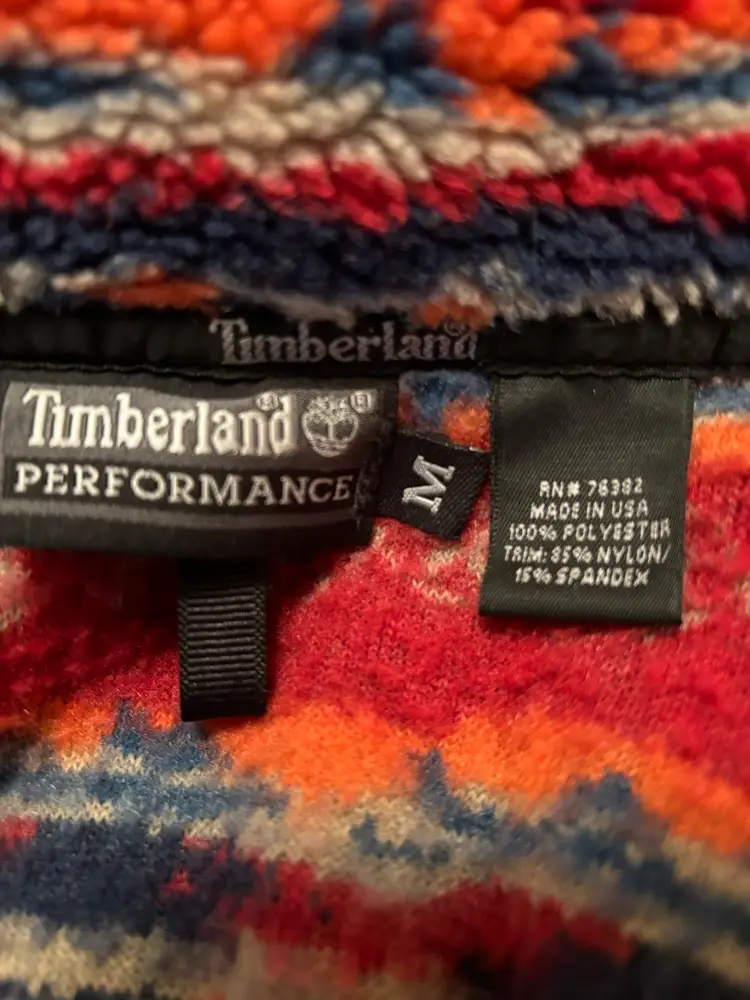 Timberland®
Timberland® ®
PERFORMANCE
M
RN# 76382
MADE IN USA
100% POLYESTER
TRIM: 85% NYLON/
15% SPANDEX